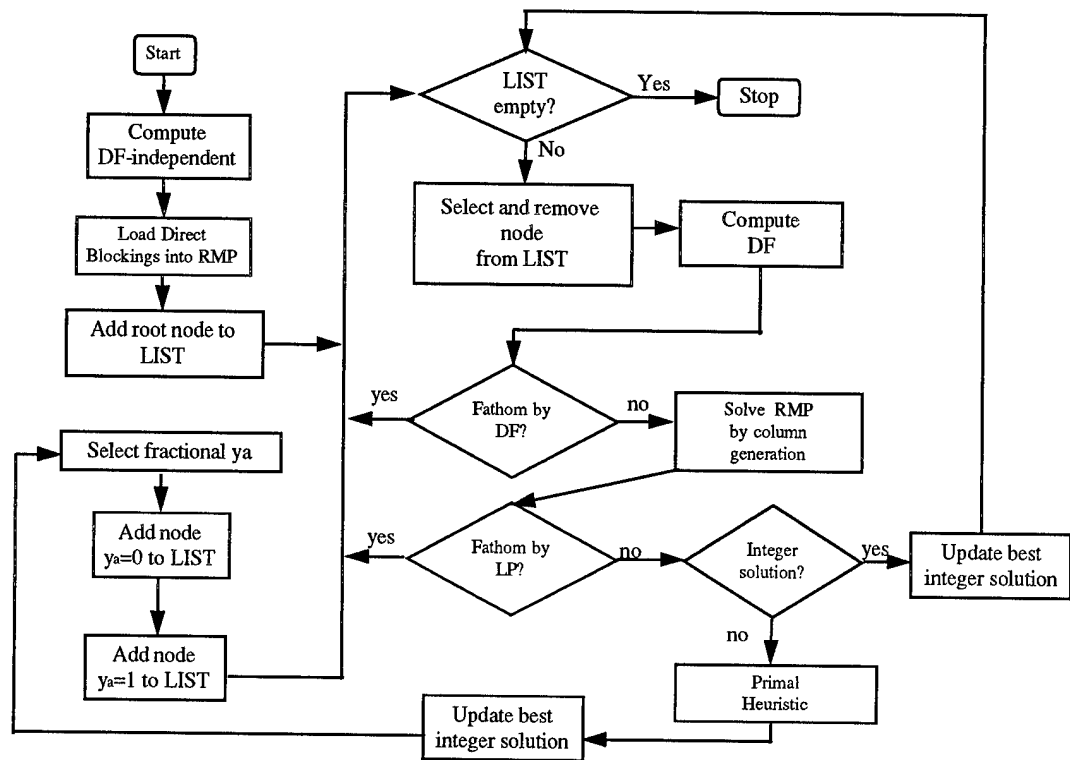 Start
Compute
DF-independent
Load Direct
Blockings into RMP
Add root node to
LIST
LIST
empty?
Yes
Stop
No
Select and remove
node
from LIST
Compute
DF
Fathom by
DF?
yes
no
Solve RMP
by column
generation
Fathom by
LP?
yes
no
Integer
solution?
yes
Update best
integer solution
no
Primal
Heuristic
Update best
integer solution
Select fractional ya
Add node
ya=0 to LIST
Add node
ya=1 to LIST